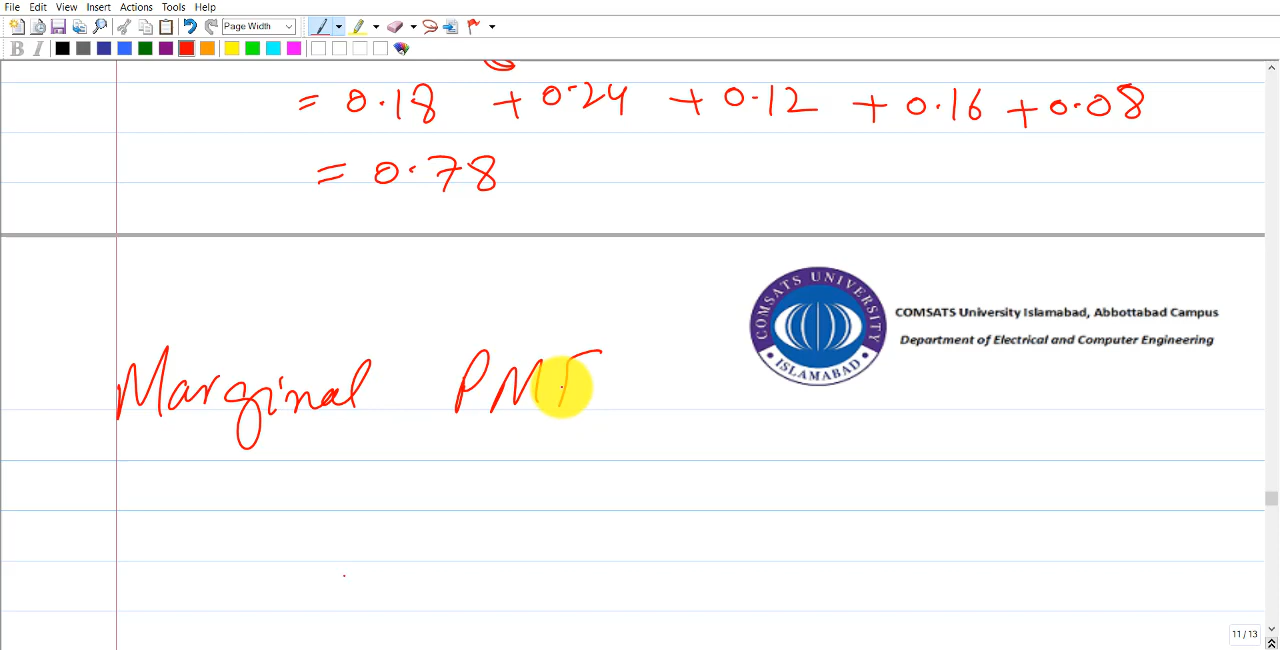 File Edit View Insert Actions Tools Help
Page Width
B I
= 0.18 + 0.24 + 0.12 + 0.16 + 0.08
= 0.78
COMSATS UNIVERSITY ISLAMABAD
COMSATS University Islamabad, Abbottabad Campus
Department of Electrical and Computer Engineering
Marginal PMF
11 / 13